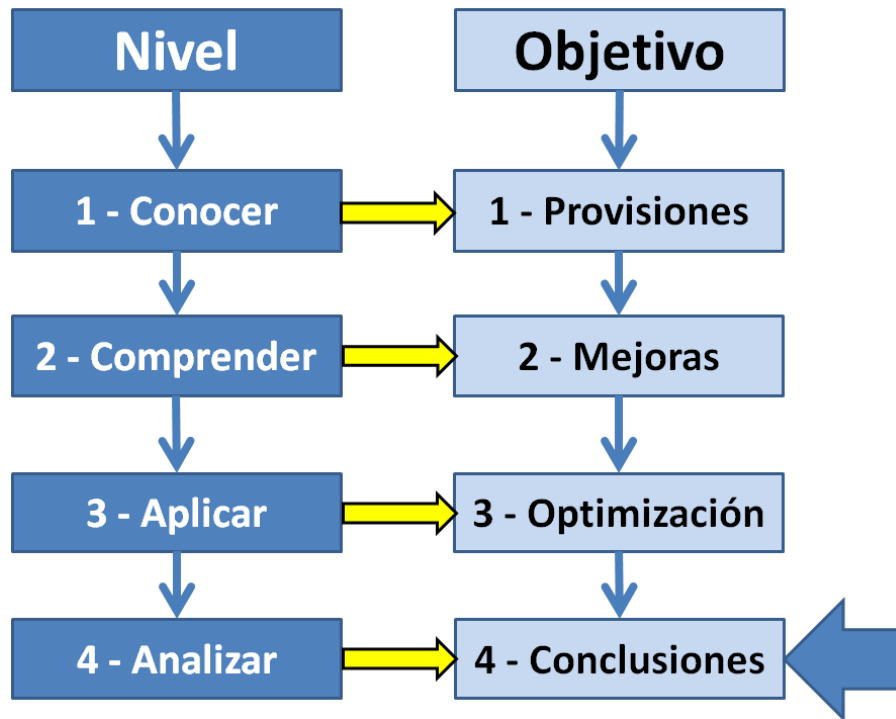 Nivel
Objetivo
1 - Conocer
1 - Provisiones
2 - Comprender
2 - Mejoras
3 - Aplicar
3 - Optimización
4 - Analizar
4 - Conclusiones